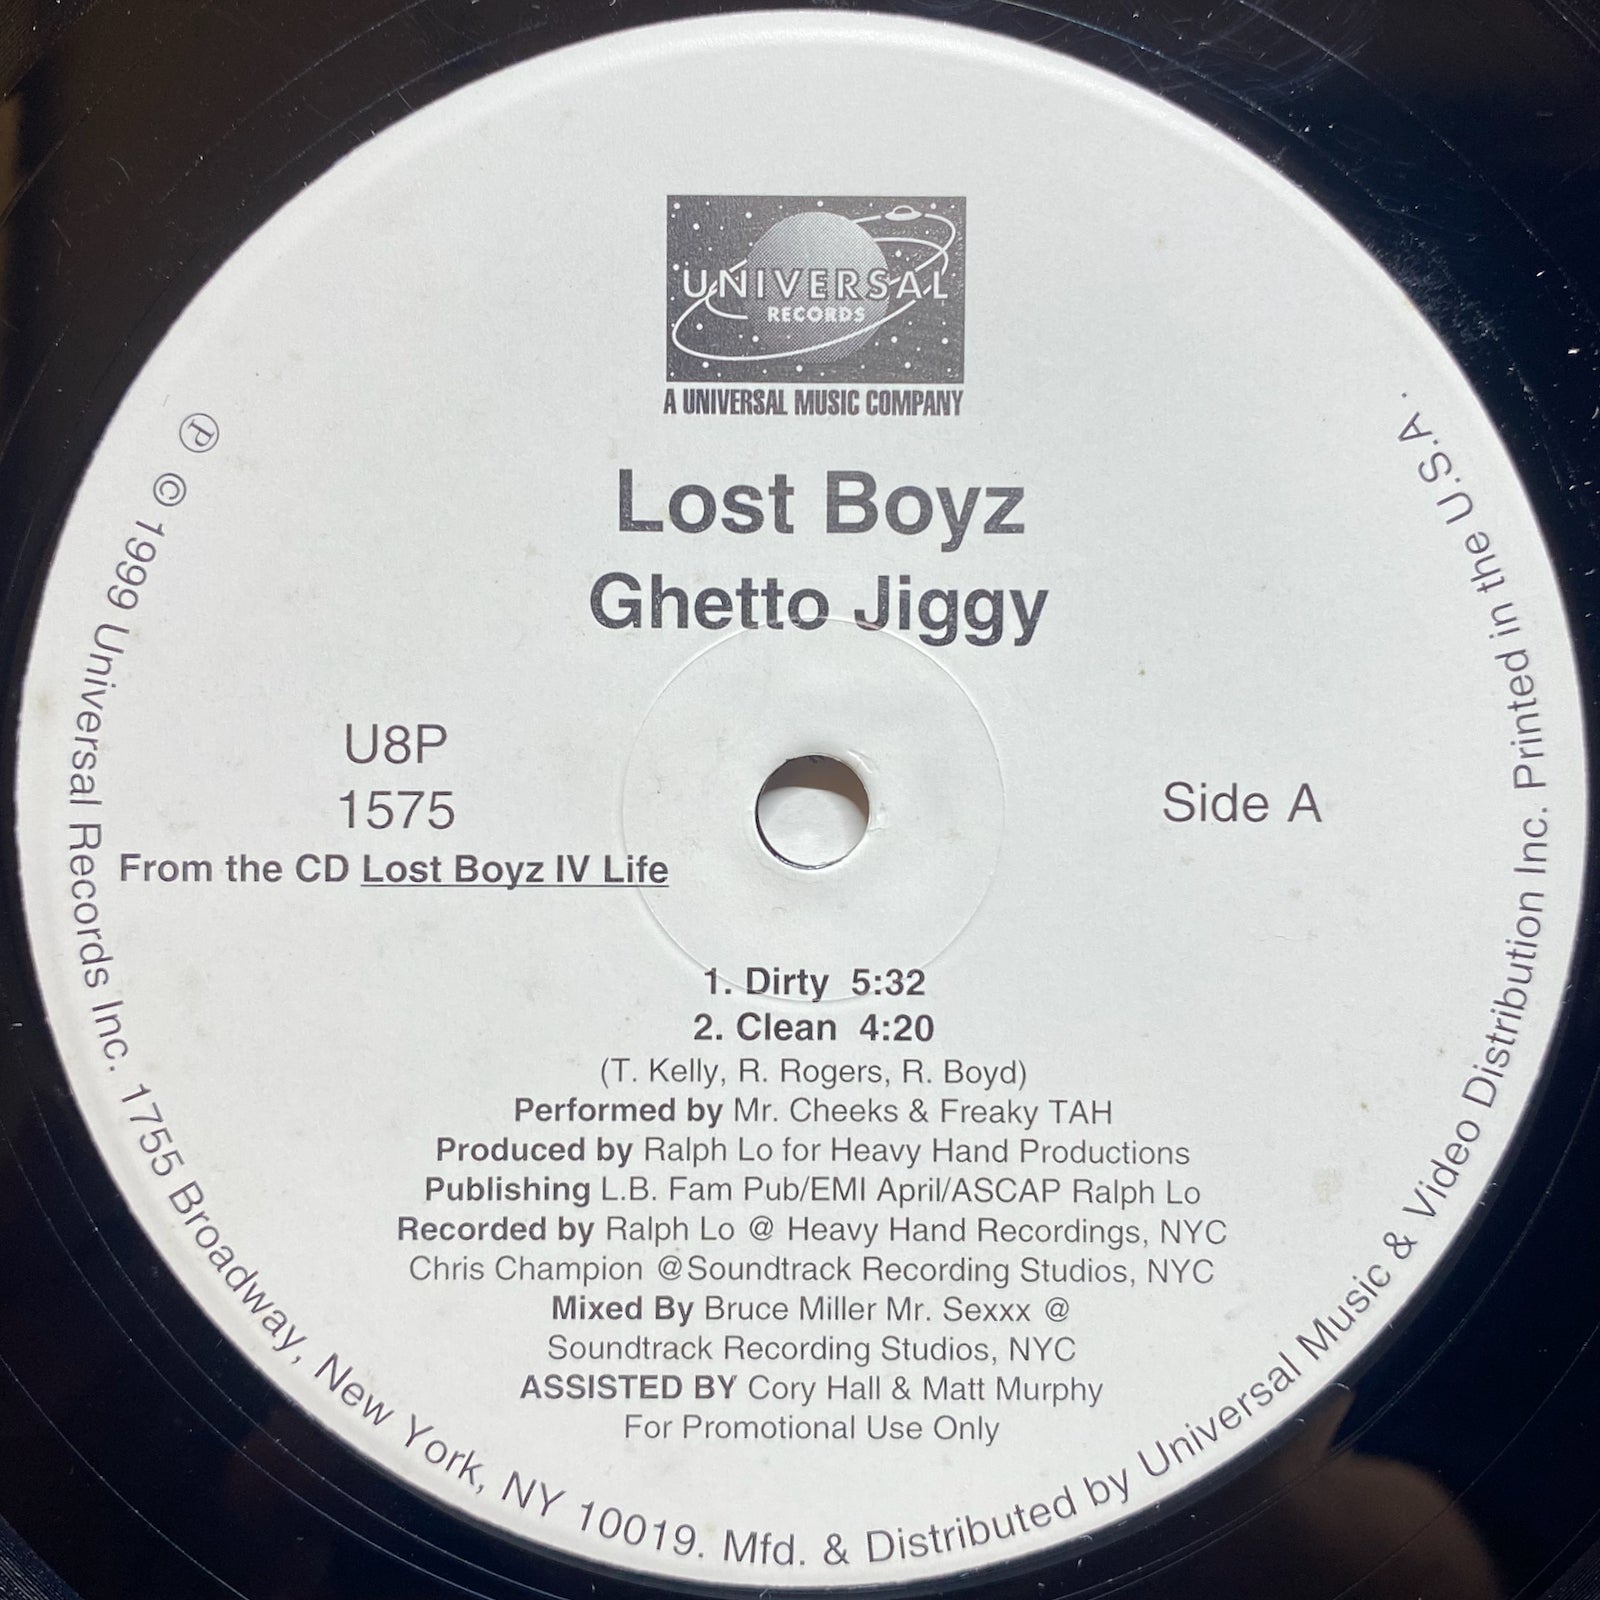 UNIVERSAL
RECORDS
A UNIVERSAL MUSIC COMPANY
Lost Boyz
Ghetto Jiggy
U8P
1575
From the CD Lost Boyz IV Life
Side A
1. Dirty 5:32
2. Clean 4:20
(T. Kelly, R. Rogers, R. Boyd)
Performed by Mr. Cheeks & Freaky TAH
Produced by Ralph Lo for Heavy Hand Productions
Publishing L.B. Fam Pub/EMI April/ASCAP Ralph Lo
Recorded by Ralph Lo @ Heavy Hand Recordings, NYC
Chris Champion @Soundtrack Recording Studios, NYC
Mixed By Bruce Miller Mr. Sexxx @
Soundtrack Recording Studios, NYC
ASSISTED BY Cory Hall & Matt Murphy
For Promotional Use Only
℗ © 1999 Universal Records Inc. 1755 Broadway, New York, NY 10019. Mfd. & Distributed by Universal Music & Video Distribution Inc. Printed in the U.S.A.